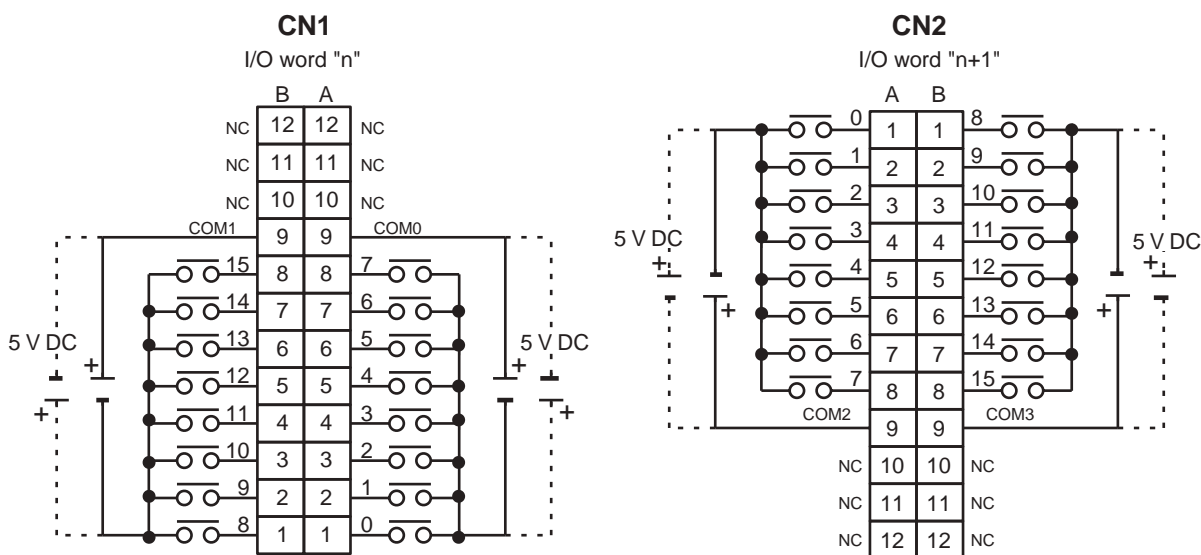 CN1
I/O word "n"
B A
NC 12 12 NC
NC 11 11 NC
NC 10 10 NC
COM1 9 9 COM0
15 8 8 7
14 7 7 6
13 6 6 5
5 V DC + + 5 V DC
12 5 5 4
+ 11 4 4 3 +
10 3 3 2
9 2 2 1
8 1 1 0
CN2
I/O word "n+1"
A B
0 1 1 8
1 2 2 9
2 3 3 10
3 4 4 11
5 V DC 5 V DC
+ 4 5 5 12 +
+ 5 6 6 13 +
6 7 7 14
7 8 8 15
COM2 9 9 COM3
NC 10 10 NC
NC 11 11 NC
NC 12 12 NC